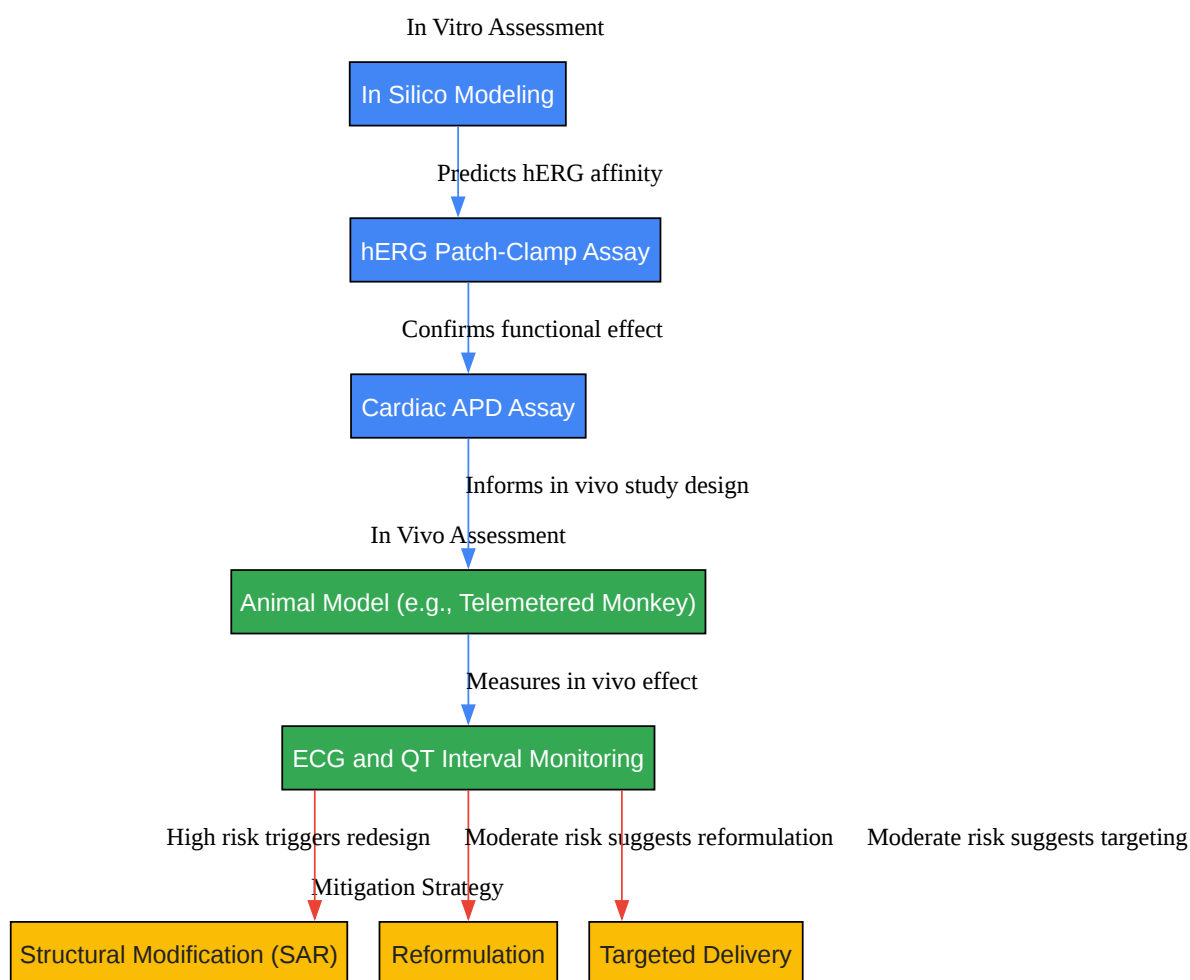 In Vitro Assessment
In Silico Modeling
Predicts hERG affinity
hERG Patch-Clamp Assay
Confirms functional effect
Cardiac APD Assay
Informs in vivo study design
In Vivo Assessment
Animal Model (e.g., Telemetered Monkey)
Measures in vivo effect
ECG and QT Interval Monitoring
High risk triggers redesign
Moderate risk suggests reformulation
Moderate risk suggests targeting
Mitigation Strategy
Structural Modification (SAR)
Reformulation
Targeted Delivery